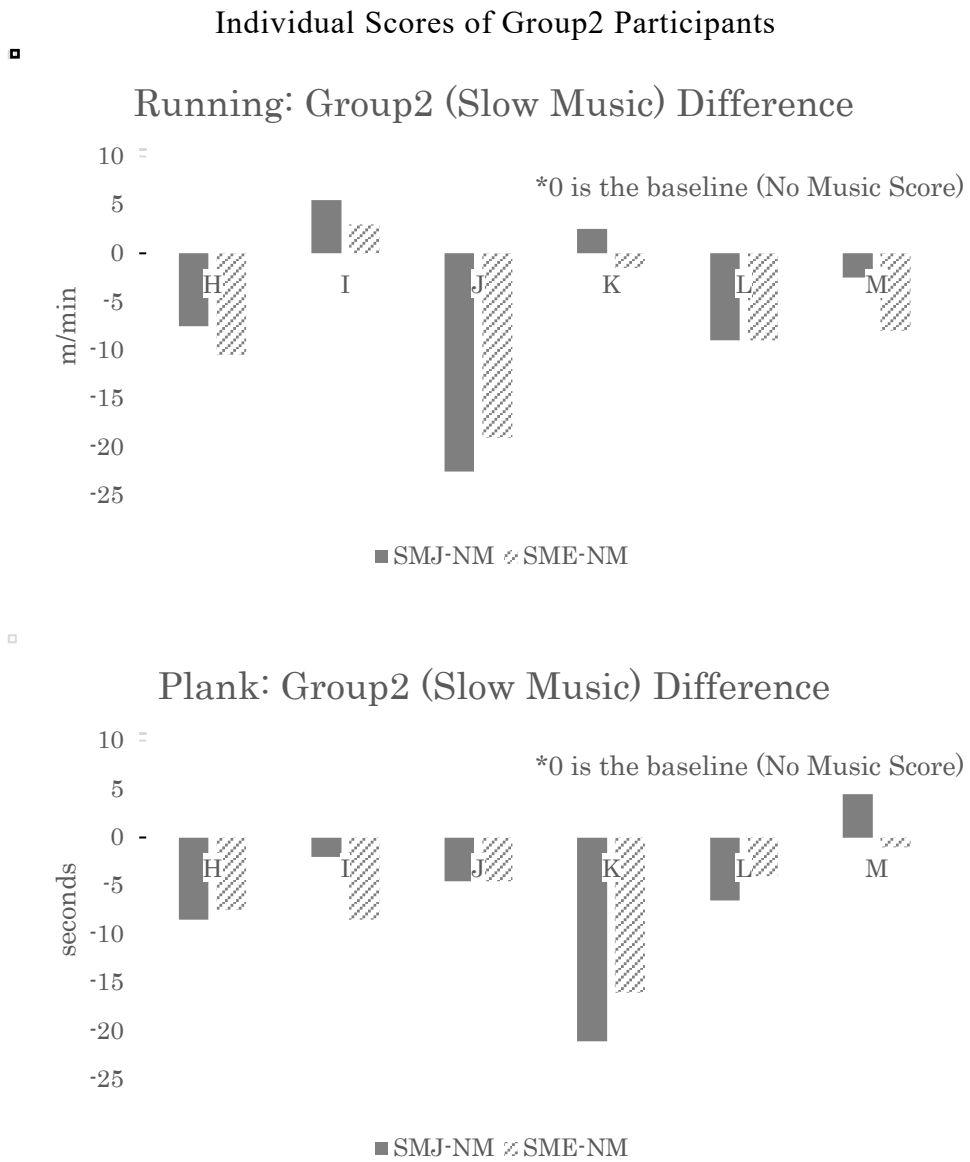 Individual Scores of Group2 Participants
Running: Group2 (Slow Music) Difference
10
*0 is the baseline (No Music Score)
5
0
H I J K L M
-5
m/min
-10
-15
-20
-25
SMJ-NM SME-NM
Plank: Group2 (Slow Music) Difference
10
*0 is the baseline (No Music Score)
5
0
H I J K L M
-5
seconds
-10
-15
-20
-25
SMJ-NM SME-NM